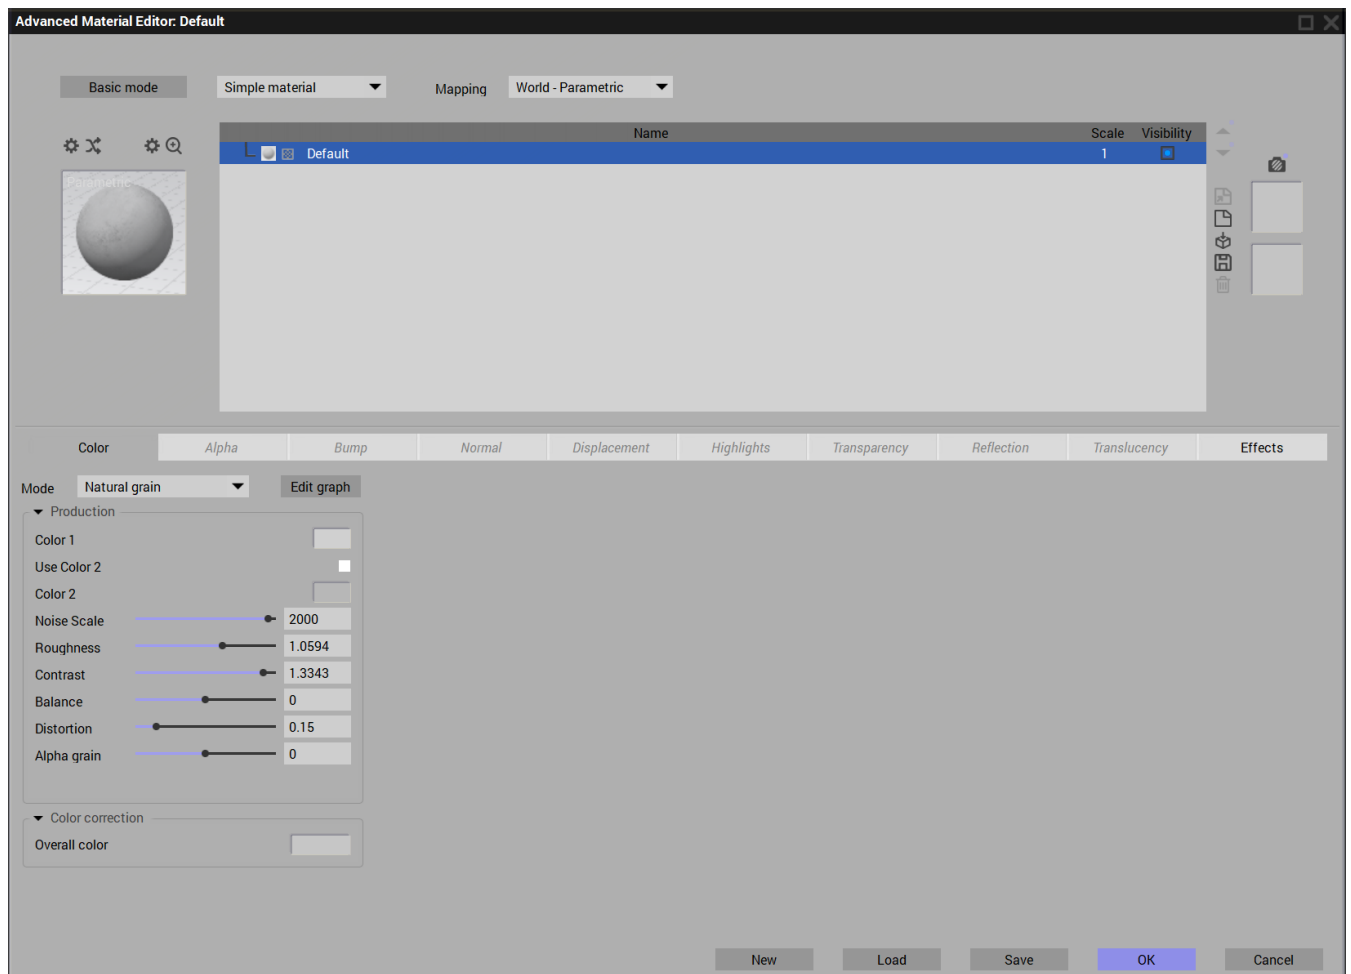 Advanced Material Editor: Default
Basic mode
Simple material
Mapping
World - Parametric
Name
Scale
Visibility
Default
1
Parametric
Color
Alpha
Bump
Normal
Displacement
Highlights
Transparency
Reflection
Translucency
Effects
Mode
Natural grain
Edit graph
Production
Color 1
Use Color 2
Color 2
Noise Scale
2000
Roughness
1.0594
Contrast
1.3343
Balance
0
Distortion
0.15
Alpha grain
0
Color correction
Overall color
New
Load
Save
OK
Cancel